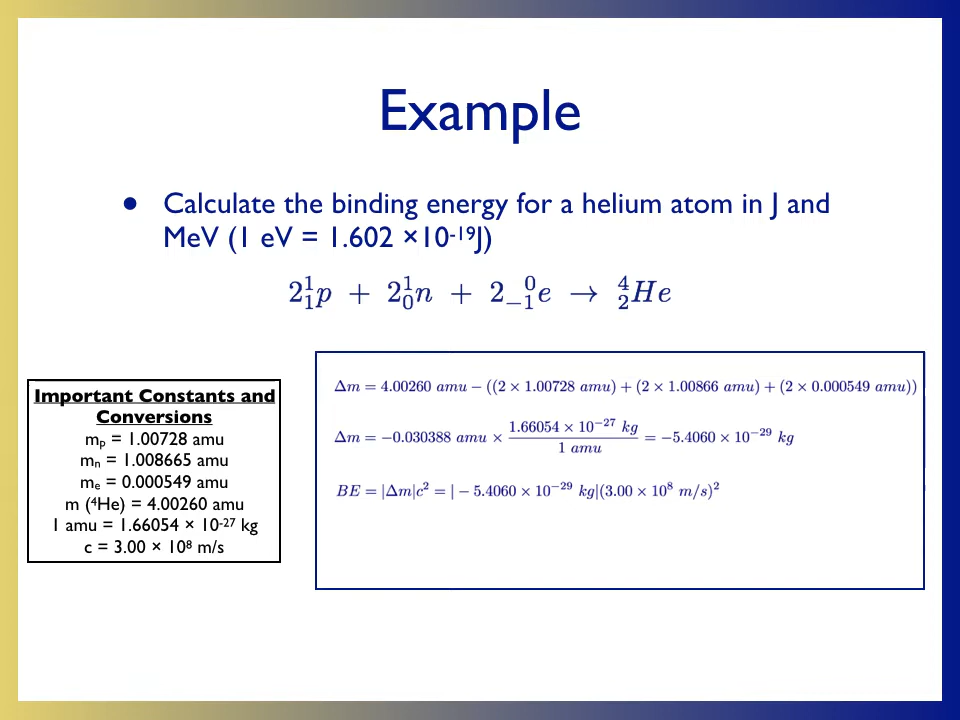 Example
• Calculate the binding energy for a helium atom in J and
MeV (1 eV = 1.602 ×10⁻¹⁹J)
2¹₁p + 2¹₀n + 2⁰₋₁e → ⁴₂He
Important Constants and
Conversions
mₚ = 1.00728 amu
mₙ = 1.008665 amu
mₑ = 0.000549 amu
m (⁴He) = 4.00260 amu
1 amu = 1.66054 × 10⁻²⁷ kg
c = 3.00 × 10⁸ m/s
Δm = 4.00260 amu − ((2 × 1.00728 amu) + (2 × 1.00866 amu) + (2 × 0.000549 amu))
Δm = −0.030388 amu × 1.66054 × 10⁻²⁷ kg / 1 amu = −5.4060 × 10⁻²⁹ kg
BE = |Δm|c² = | − 5.4060 × 10⁻²⁹ kg|(3.00 × 10⁸ m/s)²